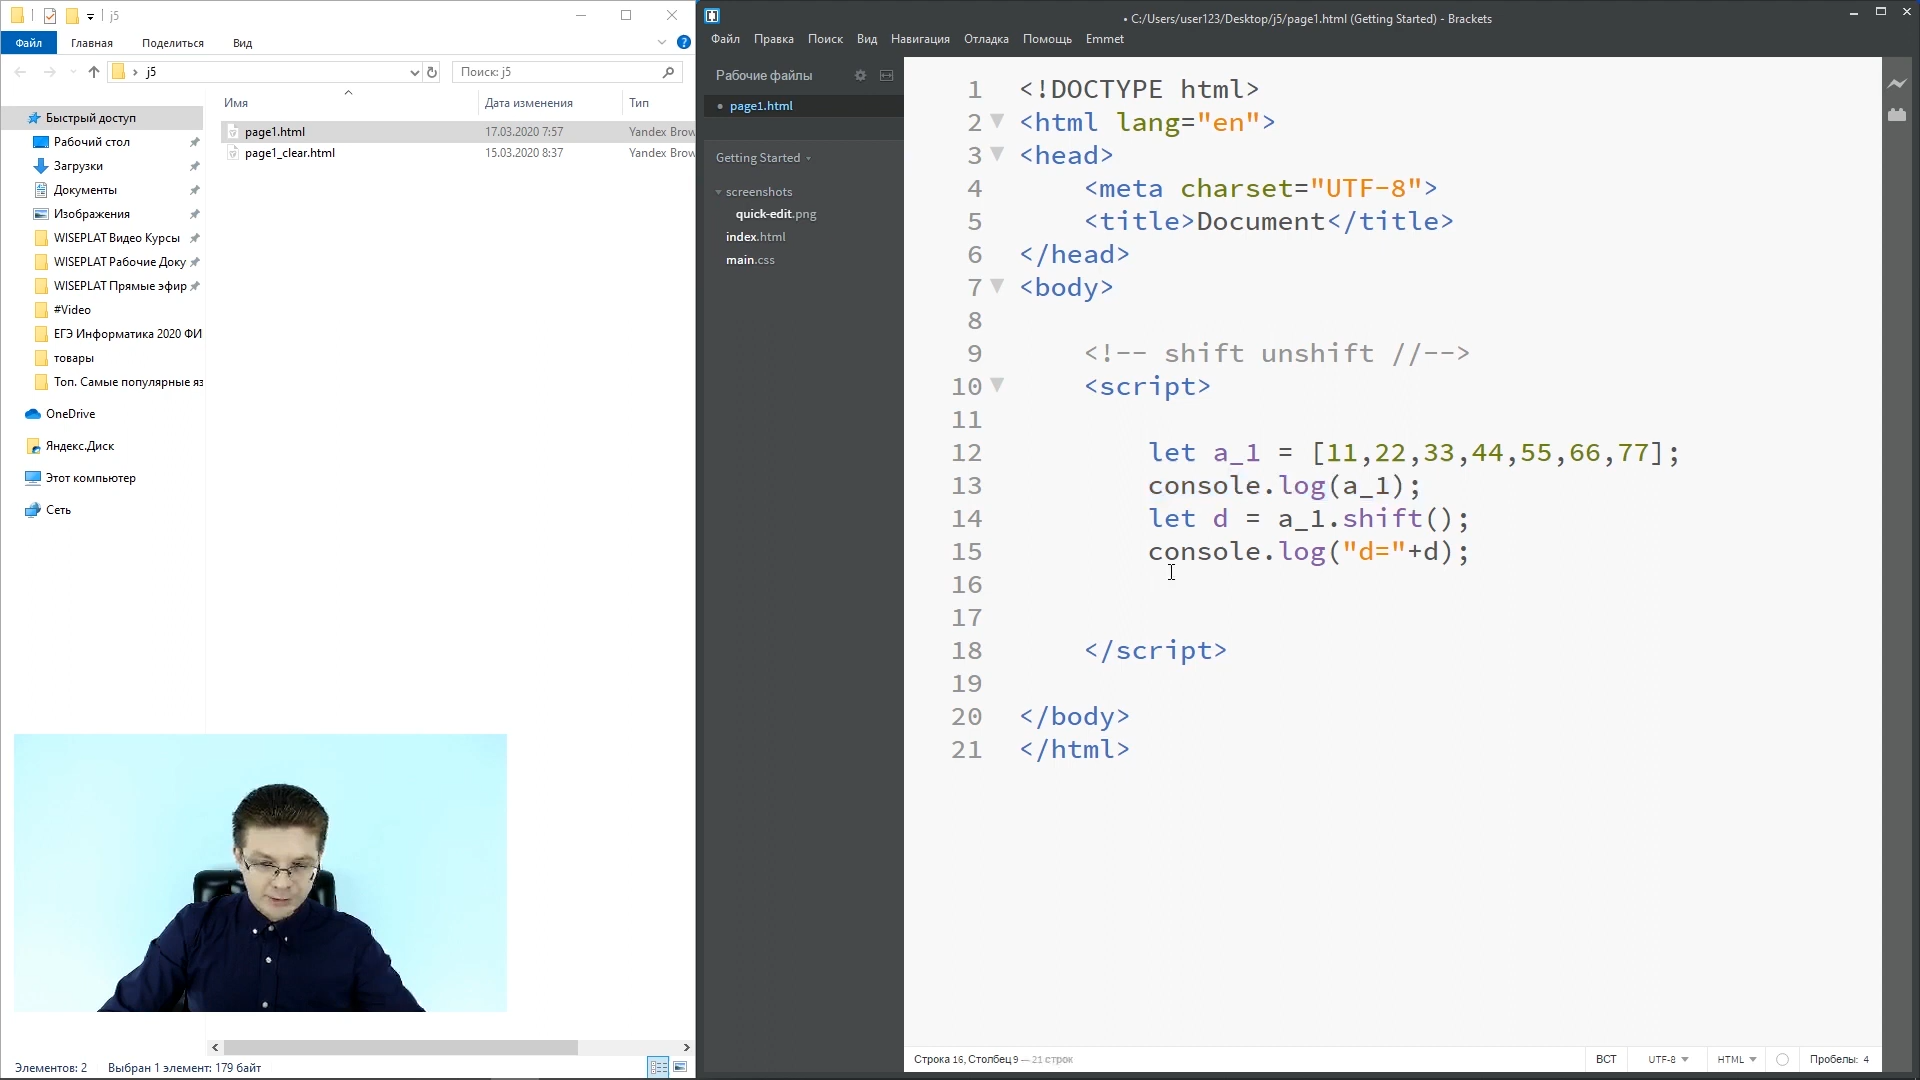 j5
Файл
Главная
Поделиться
Вид
j5
Поиск: j5
Имя
Дата изменения
Тип
Быстрый доступ
Рабочий стол
Загрузки
Документы
Изображения
WISEPLAT Видео Курсы
WISEPLAT Рабочие Доку
WISEPLAT Прямые эфир
#Video
ЕГЭ Информатика 2020 ФИ
товары
Топ. Самые популярные яз
OneDrive
Яндекс.Диск
Этот компьютер
Сеть
page1.html 17.03.2020 7:57 Yandex Brow
page1_clear.html 15.03.2020 8:37 Yandex Brow
Элементов: 2 Выбран 1 элемент: 179 байт
• C:/Users/user123/Desktop/j5/page1.html (Getting Started) - Brackets
Файл Правка Поиск Вид Навигация Отладка Помощь Emmet
Рабочие файлы
page1.html
Getting Started
screenshots
quick-edit.png
index.html
main.css
1 <!DOCTYPE html>
2 <html lang="en">
3 <head>
4 <meta charset="UTF-8">
5 <title>Document</title>
6 </head>
7 <body>
8
9 <!-- shift unshift //-->
10 <script>
11
12 let a_1 = [11,22,33,44,55,66,77];
13 console.log(a_1);
14 let d = a_1.shift();
15 console.log("d="+d);
16
17
18 </script>
19
20 </body>
21 </html>
Строка 16, Столбец 9 — 21 строк
ВСТ
UTF-8
HTML
Пробелы: 4